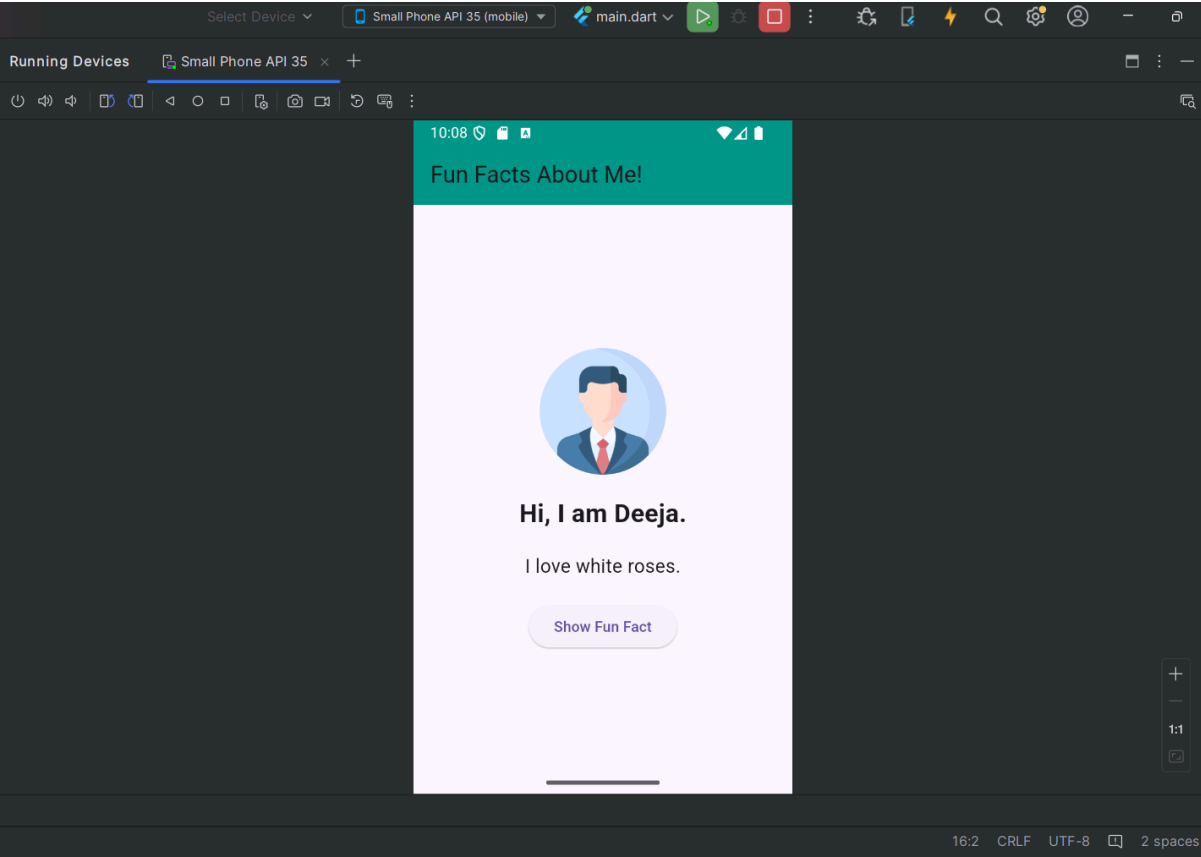 Select Device
Small Phone API 35 (mobile)
main.dart
Running Devices
Small Phone API 35
10:08
Fun Facts About Me!
Hi, I am Deeja.
I love white roses.
Show Fun Fact
1:1
16:2 CRLF UTF-8 2 spaces